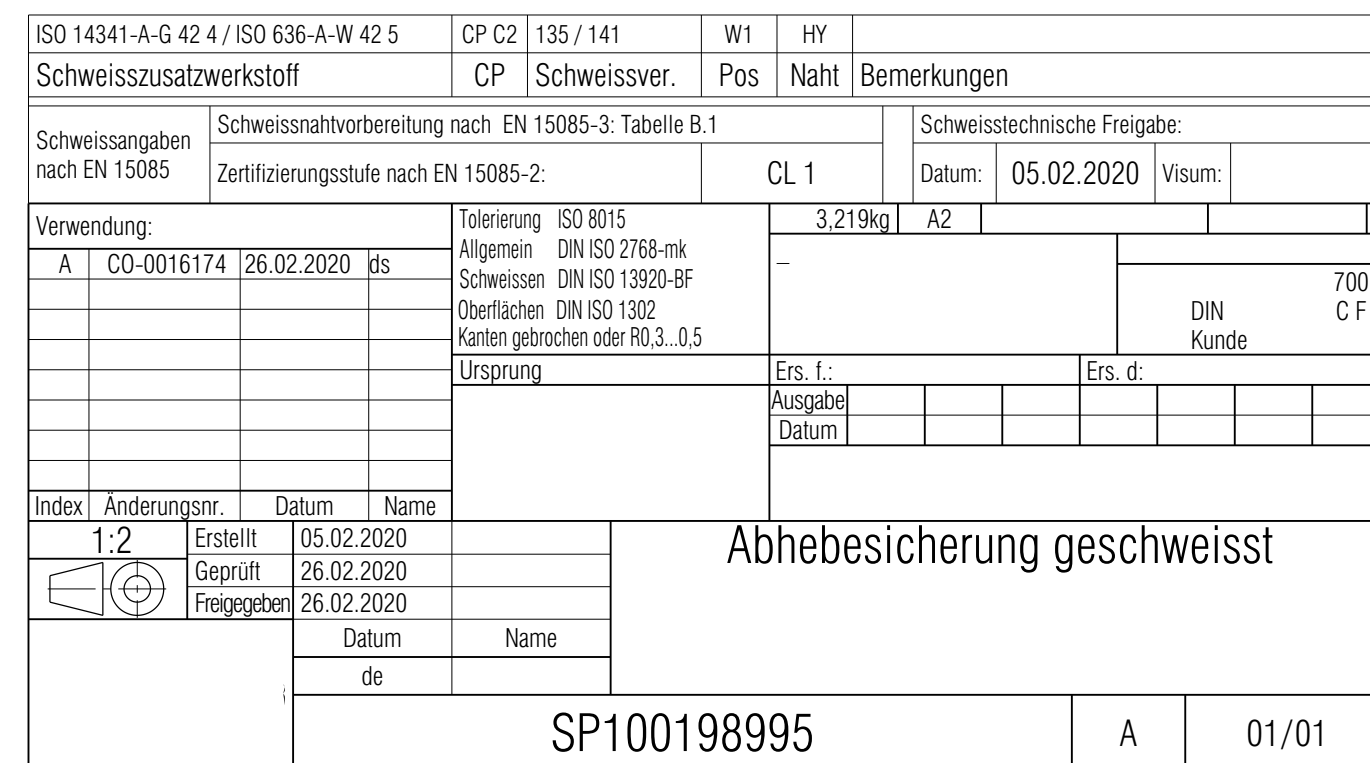 ISO 14341-A-G 42 4 / ISO 636-A-W 42 5 CP C2 135 / 141 W1 HY
Schweisszusatzwerkstoff CP Schweissver. Pos Naht Bemerkungen
Schweissangaben
nach EN 15085
Schweissnahtvorbereitung nach EN 15085-3: Tabelle B.1
Zertifizierungsstufe nach EN 15085-2: CL 1
Schweisstechnische Freigabe:
Datum: 05.02.2020 Visum:
Verwendung:
A CO-0016174 26.02.2020 ds
Index Änderungsnr. Datum Name
Tolerierung ISO 8015
Allgemein DIN ISO 2768-mk
Schweissen DIN ISO 13920-BF
Oberflächen DIN ISO 1302
Kanten gebrochen oder R0,3...0,5
Ursprung
3,219kg A2
_
700
DIN C F
Kunde
Ers. f.: Ers. d:
Ausgabe
Datum
1:2
Erstellt 05.02.2020
Geprüft 26.02.2020
Freigegeben 26.02.2020
Datum Name
de
Abhebesicherung geschweisst
SP100198995 A 01/01